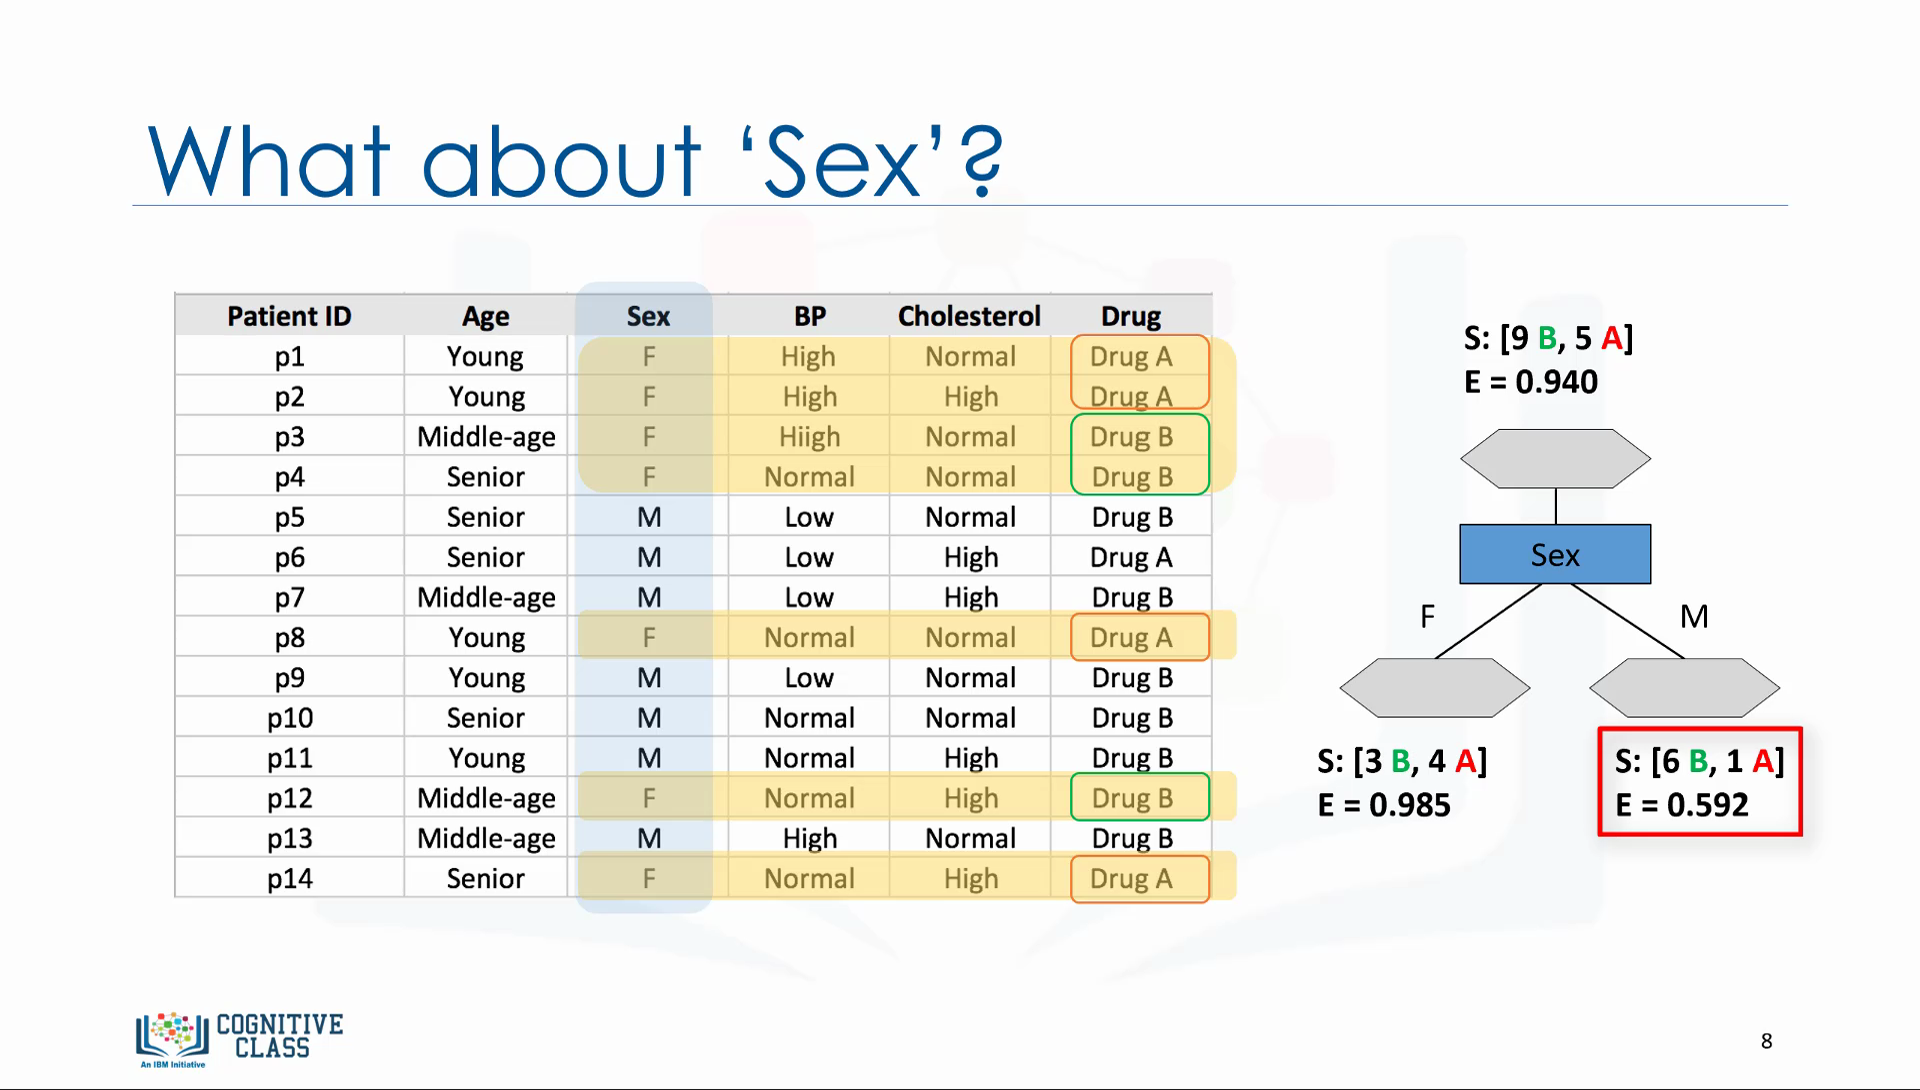 What about ‘Sex’?
Patient ID Age Sex BP Cholesterol Drug
p1 Young F High Normal Drug A
p2 Young F High High Drug A
p3 Middle-age F Hiigh Normal Drug B
p4 Senior F Normal Normal Drug B
p5 Senior M Low Normal Drug B
p6 Senior M Low High Drug A
p7 Middle-age M Low High Drug B
p8 Young F Normal Normal Drug A
p9 Young M Low Normal Drug B
p10 Senior M Normal Normal Drug B
p11 Young M Normal High Drug B
p12 Middle-age F Normal High Drug B
p13 Middle-age M High Normal Drug B
p14 Senior F Normal High Drug A
S: [9 B, 5 A]
E = 0.940
Sex
F M
S: [3 B, 4 A]
E = 0.985
S: [6 B, 1 A]
E = 0.592
COGNITIVE
CLASS
An IBM Initiative
8